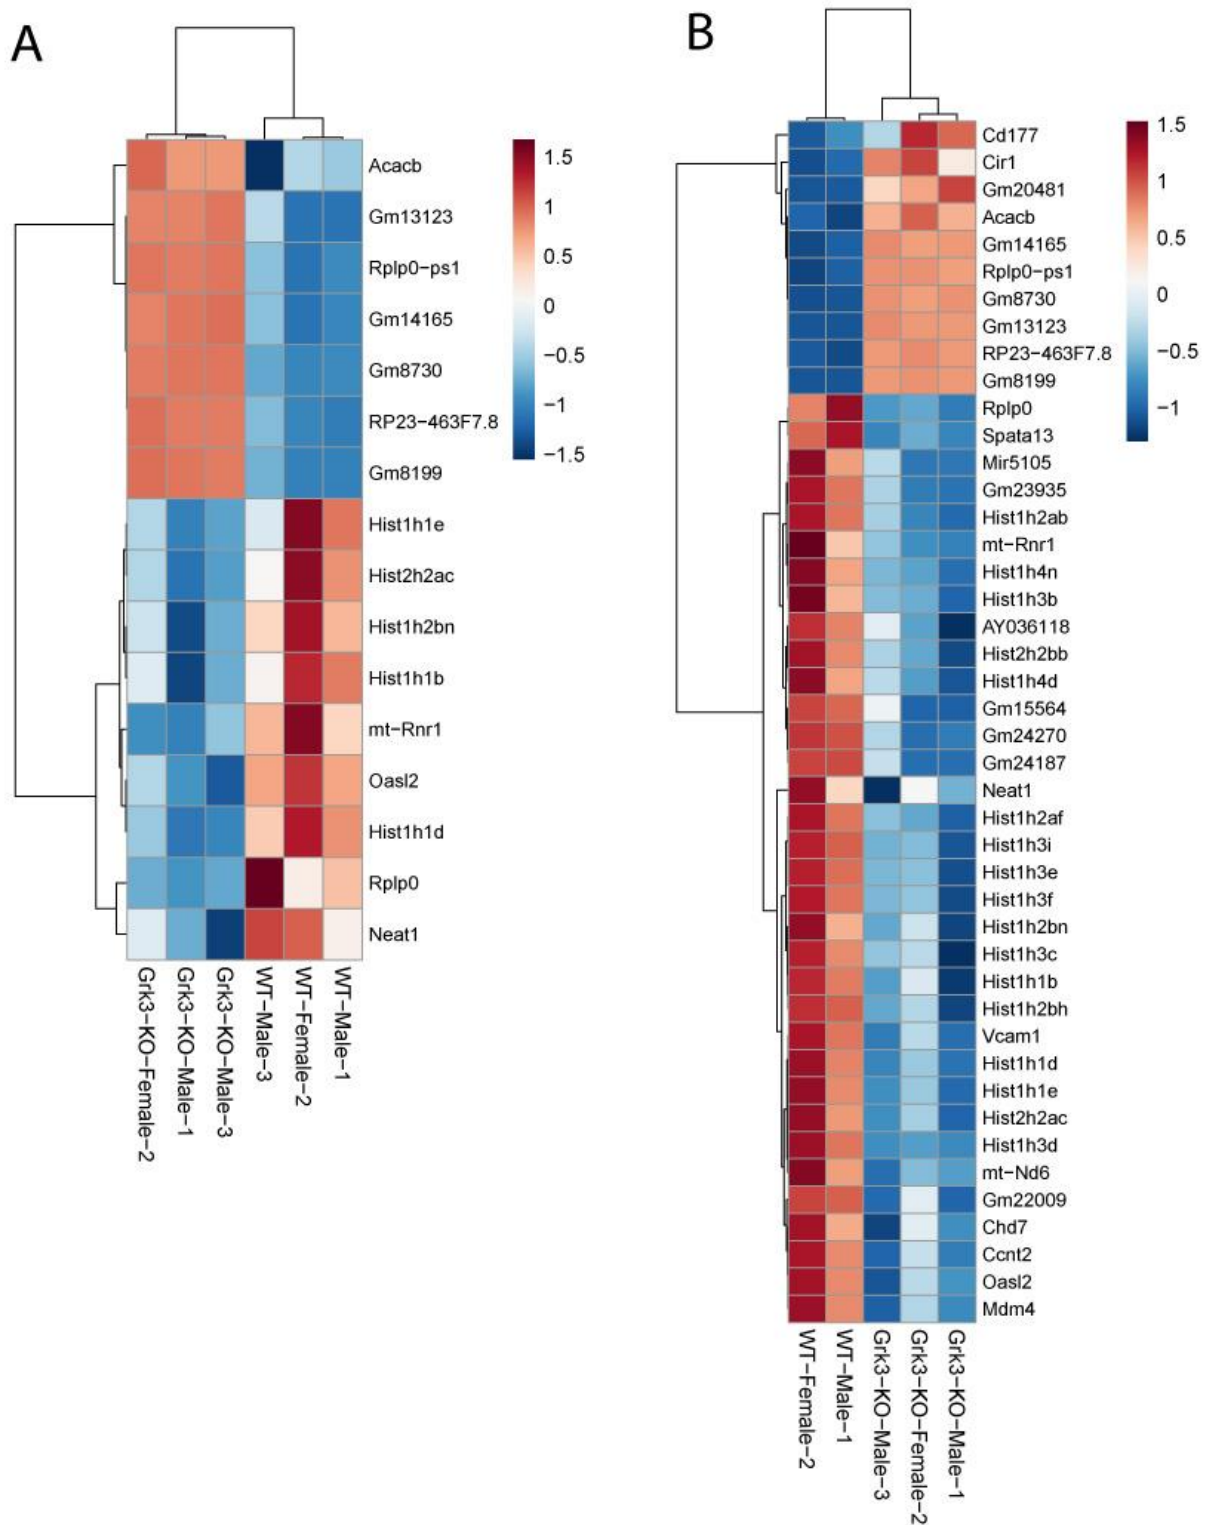 A
Acacb
Gm13123
Rplp0−ps1
Gm14165
Gm8730
RP23−463F7.8
Gm8199
Hist1h1e
Hist2h2ac
Hist1h2bn
Hist1h1b
mt−Rnr1
Oasl2
Hist1h1d
Rplp0
Neat1
1.5
1
0.5
0
−0.5
−1
−1.5
Grk3−KO−Female−2
Grk3−KO−Male−1
Grk3−KO−Male−3
WT−Male−3
WT−Female−2
WT−Male−1
B
Cd177
Cir1
Gm20481
Acacb
Gm14165
Rplp0−ps1
Gm8730
Gm13123
RP23−463F7.8
Gm8199
Rplp0
Spata13
Mir5105
Gm23935
Hist1h2ab
mt−Rnr1
Hist1h4n
Hist1h3b
AY036118
Hist2h2bb
Hist1h4d
Gm15564
Gm24270
Gm24187
Neat1
Hist1h2af
Hist1h3i
Hist1h3e
Hist1h3f
Hist1h2bn
Hist1h3c
Hist1h1b
Hist1h2bh
Vcam1
Hist1h1d
Hist1h1e
Hist2h2ac
Hist1h3d
mt−Nd6
Gm22009
Chd7
Ccnt2
Oasl2
Mdm4
1.5
1
0.5
0
−0.5
−1
WT−Female−2
WT−Male−1
Grk3−KO−Male−3
Grk3−KO−Female−2
Grk3−KO−Male−1